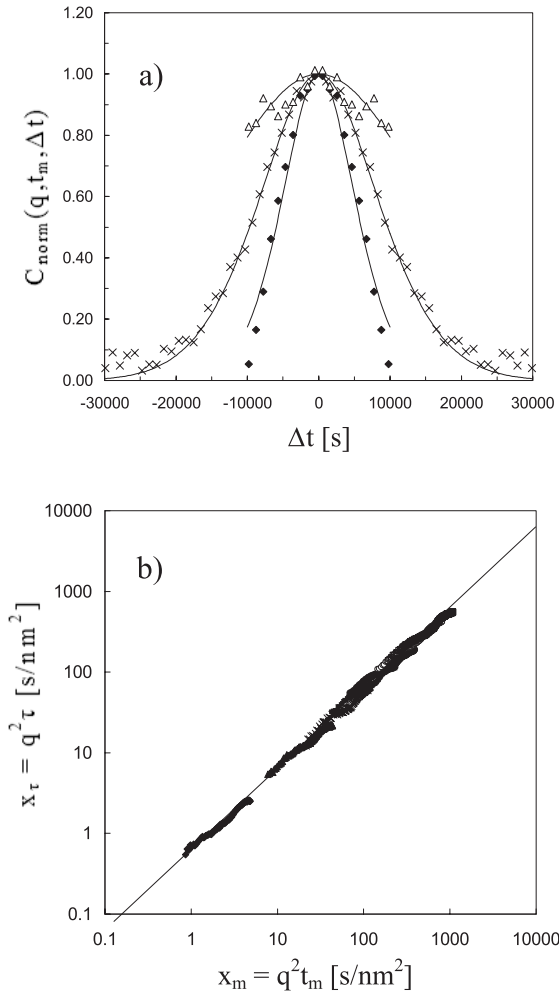 1.20
a)
1.00
0.80
0.60
0.40
0.20
0.00
C_norm(q,t_m,Δt)
-30000 -20000 -10000 0 10000 20000 30000
Δt [s]
10000
b)
1000
100
10
1
0.1
x_τ = q²τ [s/nm²]
0.1 1 10 100 1000 10000
x_m = q²t_m [s/nm²]